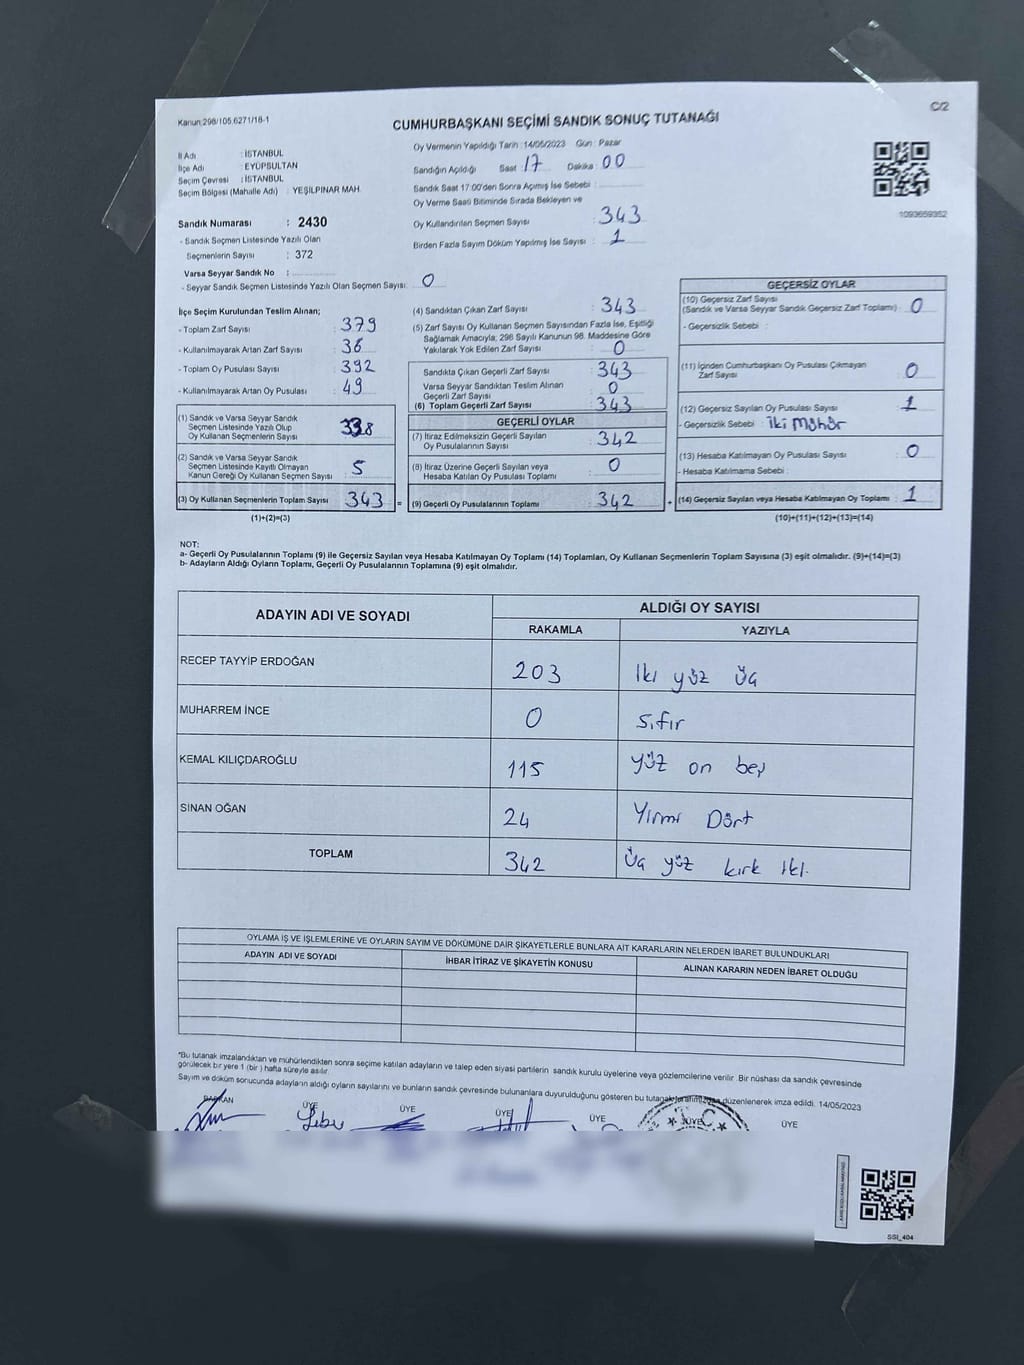 Kanun:298/105,6271/18-1
C/2
CUMHURBAŞKANI SEÇİMİ SANDIK SONUÇ TUTANAĞI
İl Adı : İSTANBUL
İlçe Adı : EYÜPSULTAN
Seçim Çevresi : İSTANBUL
Seçim Bölgesi (Mahalle Adı) : YEŞİLPINAR MAH.
Sandık Numarası : 2430
- Sandık Seçmen Listesinde Yazılı Olan
Seçmenlerin Sayısı : 372
Varsa Seyyar Sandık No :
- Seyyar Sandık Seçmen Listesinde Yazılı Olan Seçmen Sayısı: 0
Oy Vermenin Yapıldığı Tarih :14/05/2023 Gün : Pazar
Sandığın Açıldığı Saat : 17 Dakika : 00
Sandık Saat 17:00'den Sonra Açmış İse Sebebi :
Oy Verme Saati Bitiminde Sırada Bekleyen ve
Oy Kullandırılan Seçmen Sayısı : 343
Birden Fazla Sayım Döküm Yapılmış İse Sayısı : 1
1093659352
İlçe Seçim Kurulundan Teslim Alınan;
- Toplam Zarf Sayısı : 379
- Kullanılmayarak Artan Zarf Sayısı : 36
- Toplam Oy Pusulası Sayısı : 392
- Kullanılmayarak Artan Oy Pusulası : 49
(1) Sandık ve Varsa Seyyar Sandık
Seçmen Listesinde Yazılı Olup
Oy Kullanan Seçmenlerin Sayısı : 338
(2) Sandık ve Varsa Seyyar Sandık
Seçmen Listesinde Kayıtlı Olmayan
Kanun Gereği Oy Kullanan Seçmen Sayısı : 5
(3) Oy Kullanan Seçmenlerin Toplam Sayısı : 343 =
(1)+(2)=(3)
(4) Sandıktan Çıkan Zarf Sayısı : 343
(5) Zarf Sayısı Oy Kullanan Seçmen Sayısından Fazla İse, Eşitliği
Sağlamak Amacıyla; 298 Sayılı Kanunun 98. Maddesine Göre
Yakılarak Yok Edilen Zarf Sayısı : 0
Sandıkta Çıkan Geçerli Zarf Sayısı : 343
Varsa Seyyar Sandıktan Teslim Alınan
Geçerli Zarf Sayısı : 0
(6) Toplam Geçerli Zarf Sayısı : 343
GEÇERLİ OYLAR
(7) İtiraz Edilmeksizin Geçerli Sayılan
Oy Pusulalarının Sayısı : 342
(8) İtiraz Üzerine Geçerli Sayılan veya
Hesaba Katılan Oy Pusulası Toplamı : 0
(9) Geçerli Oy Pusulalarının Toplamı : 342 +
GEÇERSİZ OYLAR
(10) Geçersiz Zarf Sayısı
(Sandık ve Varsa Seyyar Sandık Geçersiz Zarf Toplamı) : 0
- Geçersizlik Sebebi :
(11) İçinden Cumhurbaşkanı Oy Pusulası Çıkmayan
Zarf Sayısı : 0
(12) Geçersiz Sayılan Oy Pusulası Sayısı : 1
- Geçersizlik Sebebi : İki Mühür
(13) Hesaba Katılmayan Oy Pusulası Sayısı : 0
- Hesaba Katılmama Sebebi :
(14) Geçersiz Sayılan veya Hesaba Katılmayan Oy Toplamı : 1
(10)+(11)+(12)+(13)=(14)
NOT:
a- Geçerli Oy Pusulalarının Toplamı (9) ile Geçersiz Sayılan veya Hesaba Katılmayan Oy Toplamı (14) Toplamları, Oy Kullanan Seçmenlerin Toplam Sayısına (3) eşit olmalıdır. (9)+(14)=(3)
b- Adayların Aldığı Oyların Toplamı, Geçerli Oy Pusulalarının Toplamına (9) eşit olmalıdır.
ADAYIN ADI VE SOYADI
ALDIĞI OY SAYISI
RAKAMLA YAZIYLA
RECEP TAYYİP ERDOĞAN 203 İki yüz üç
MUHARREM İNCE 0 Sıfır
KEMAL KILIÇDAROĞLU 115 yüz on beş
SİNAN OĞAN 24 Yirmi Dört
TOPLAM 342 Üç yüz kırk iki.
OYLAMA İŞ VE İŞLEMLERİNE VE OYLARIN SAYIM VE DÖKÜMÜNE DAİR ŞİKAYETLERLE BUNLARA AİT KARARLARIN NELERDEN İBARET BULUNDUKLARI
ADAYIN ADI VE SOYADI İHBAR İTİRAZ VE ŞİKAYETİN KONUSU ALINAN KARARIN NEDEN İBARET OLDUĞU
*Bu tutanak imzalandıktan ve mühürlendikten sonra seçime katılan adayların ve talep eden siyasi partilerin sandık kurulu üyelerine veya gözlemcilerine verilir. Bir nüshası da sandık çevresinde
görülecek bir yere 1 (bir) hafta süreyle asılır.
Sayım ve döküm sonucunda adayların aldığı oyların sayılarını ve bunların sandık çevresinde bulunanlara duyurulduğunu gösteren bu tutanak düzenlenerek imza edildi. 14/05/2023
BAŞKAN ÜYE ÜYE ÜYE ÜYE ÜYE ÜYE
SSI_404